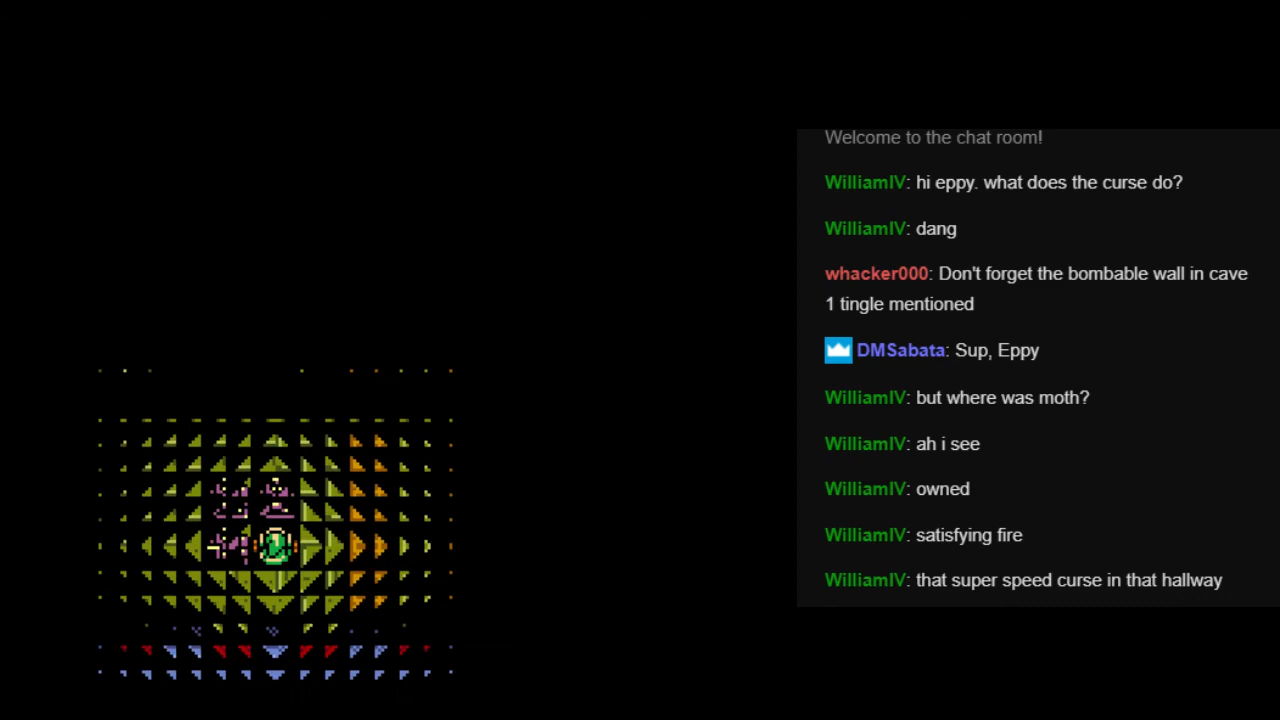 Welcome to the chat room!
WilliamIV: hi eppy. what does the curse do?
WilliamIV: dang
whacker000: Don't forget the bombable wall in cave
1 tingle mentioned
DMSabata: Sup, Eppy
WilliamIV: but where was moth?
WilliamIV: ah i see
WilliamIV: owned
WilliamIV: satisfying fire
WilliamIV: that super speed curse in that hallway